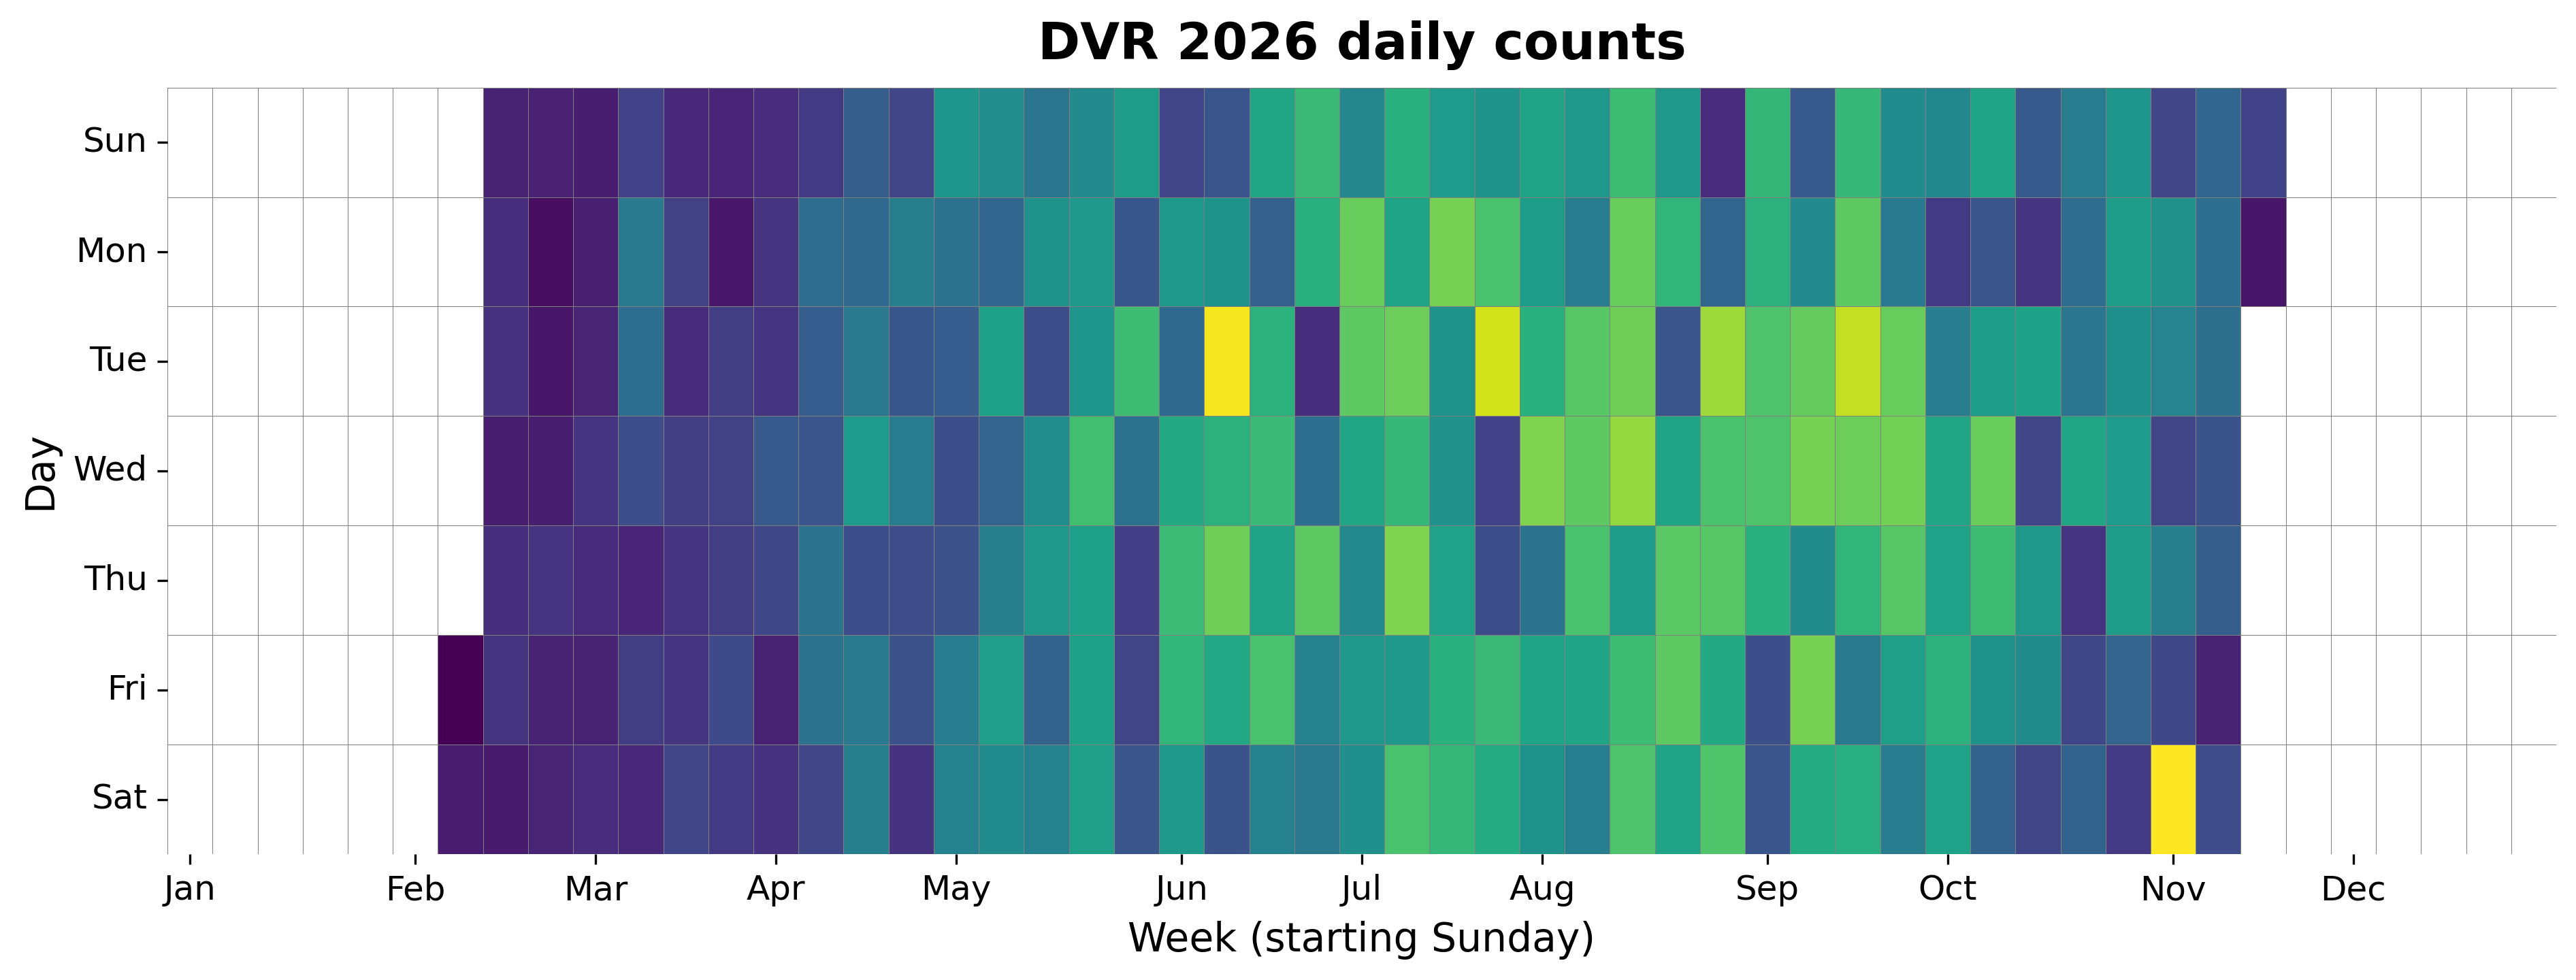 DVR 2026 daily counts
Day
Sun
Mon
Tue
Wed
Thu
Fri
Sat
Jan Feb Mar Apr May Jun Jul Aug Sep Oct Nov Dec
Week (starting Sunday)